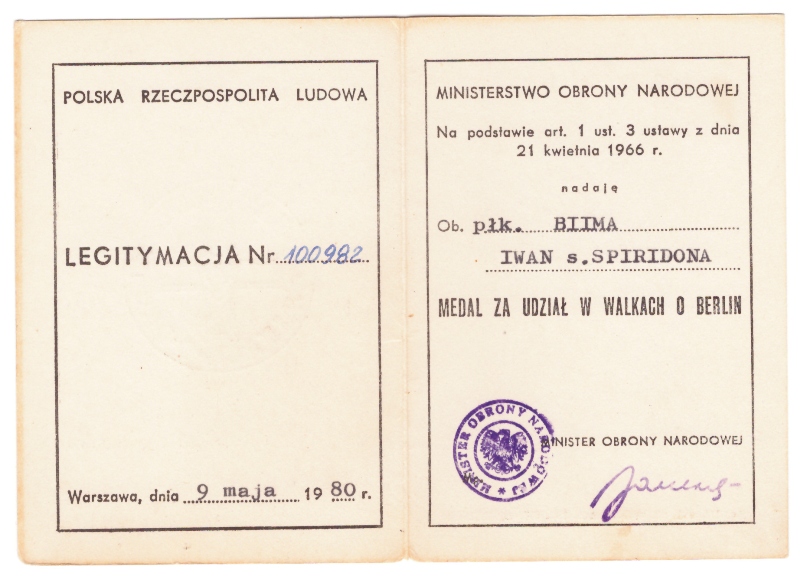 POLSKA RZECZPOSPOLITA LUDOWA
LEGITYMACJA Nr 100982
Warszawa, dnia 9 maja 1980 r.
MINISTERSTWO OBRONY NARODOWEJ
Na podstawie art. 1 ust. 3 ustawy z dnia
21 kwietnia 1966 r.
nadaję
Ob. płk. BIIMA
IWAN s.SPIRIDONA
MEDAL ZA UDZIAŁ W WALKACH O BERLIN
MINISTER OBRONY NARODOWEJ
MINISTER OBRONY NARODOWEJ